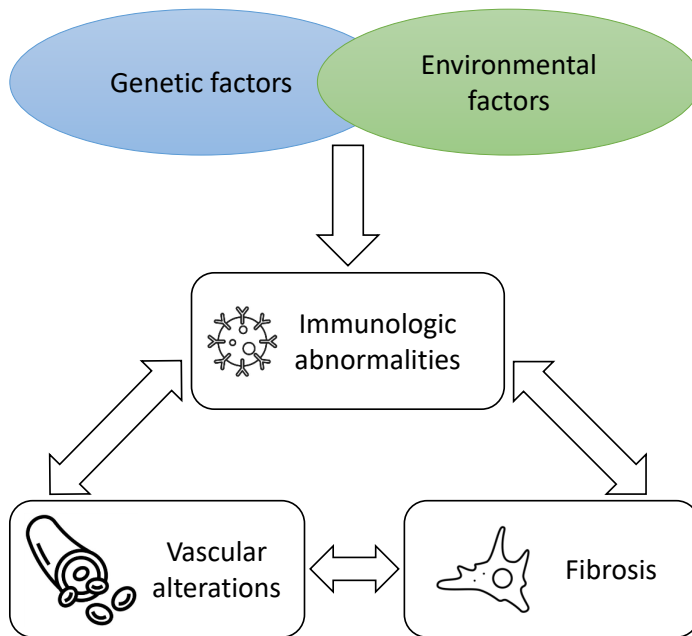 Genetic factors
Environmental
factors
Immunologic
abnormalities
Vascular
alterations
Fibrosis